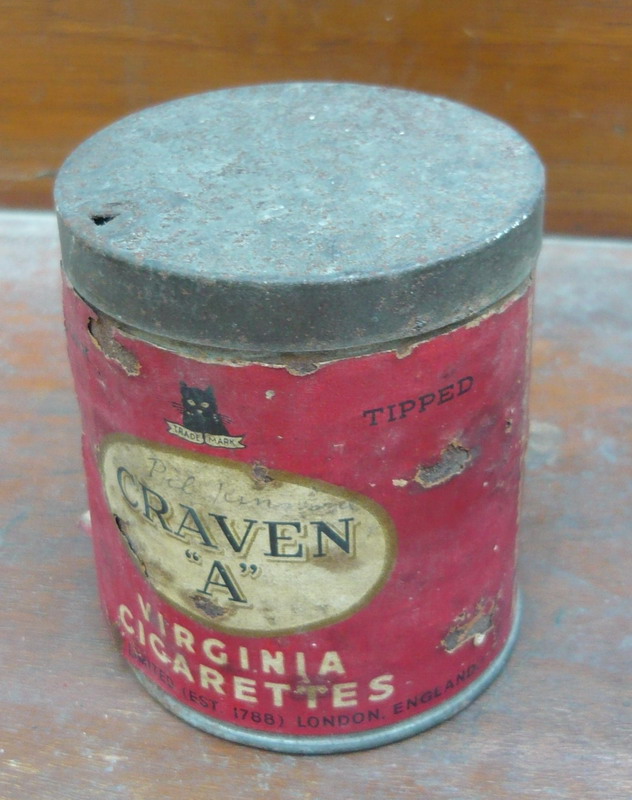 TIPPED
TRADE MARK
CRAVEN
"A"
VIRGINIA
CIGARETTES
(EST 1788) LONDON, ENGLAND.